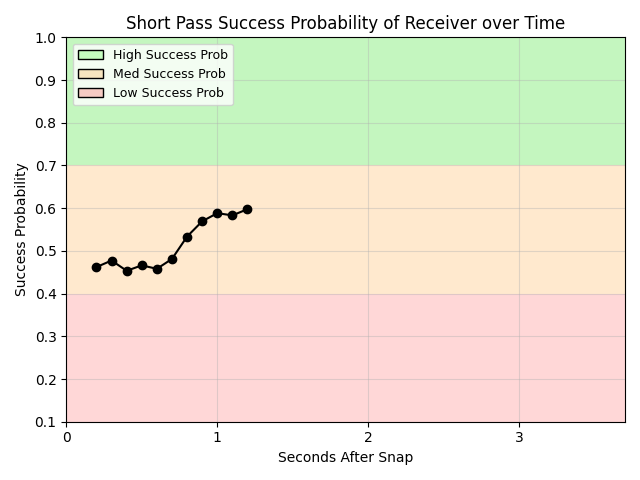 Short Pass Success Probability of Receiver over Time
1.0
0.9
0.8
0.7
0.6
0.5
0.4
0.3
0.2
0.1
High Success Prob
Med Success Prob
Low Success Prob
Success Probability
0 1 2 3
Seconds After Snap